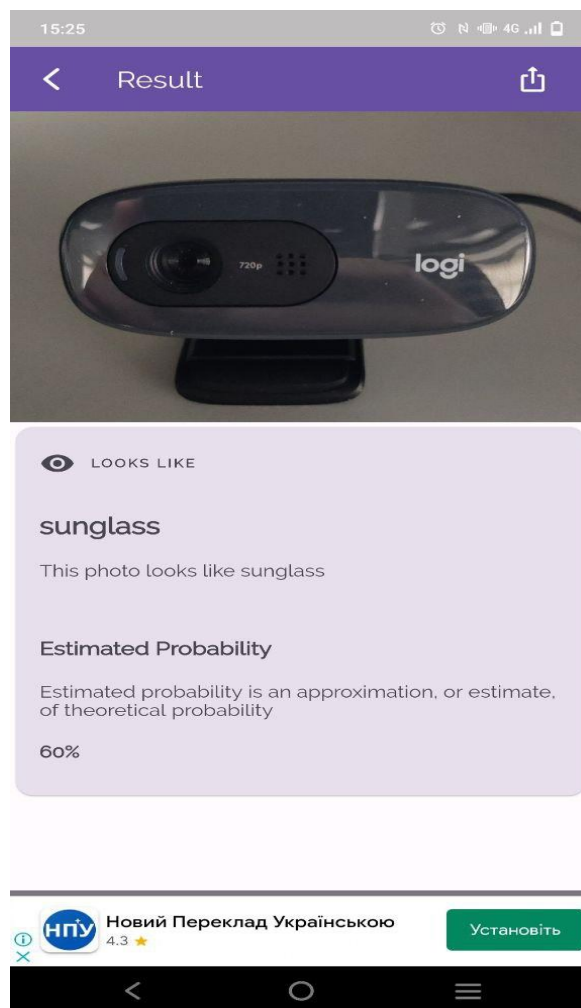 15:25
4G
Result
720p
logi
LOOKS LIKE
sunglass
This photo looks like sunglass
Estimated Probability
Estimated probability is an approximation, or estimate,
of theoretical probability
60%
НПУ
Новий Переклад Українською
4.3
Установіть